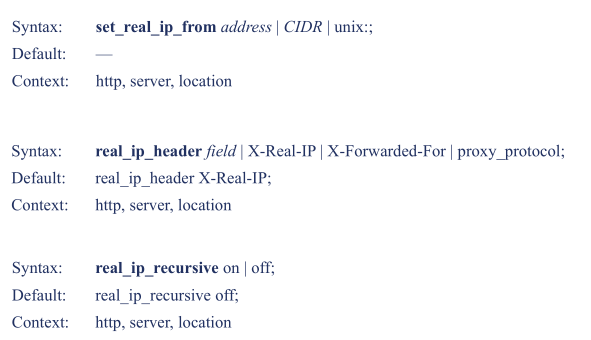 Syntax: set_real_ip_from address | CIDR | unix:;
Default: —
Context: http, server, location
Syntax: real_ip_header field | X-Real-IP | X-Forwarded-For | proxy_protocol;
Default: real_ip_header X-Real-IP;
Context: http, server, location
Syntax: real_ip_recursive on | off;
Default: real_ip_recursive off;
Context: http, server, location